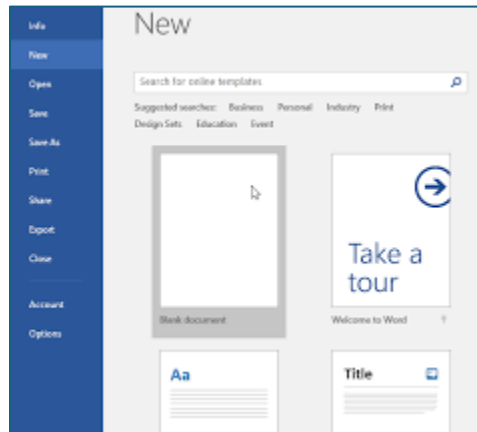 Info
New
Open
Save
Save As
Print
Share
Export
Close
Account
Options
New
Search for online templates
Suggested searches: Business Personal Industry Print
Design Sets Education Event
Take a
tour
Blank document
Welcome to Word
Aa
Title